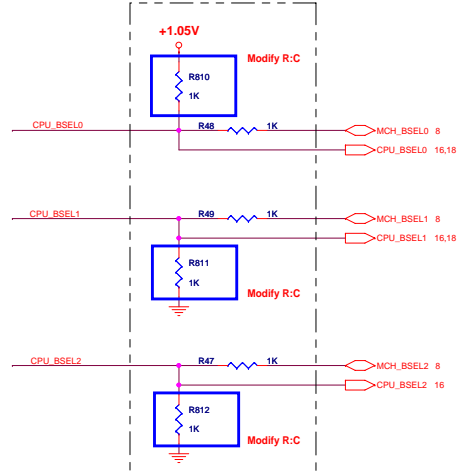 +1.05V
Modify R:C
R810
1K
CPU_BSEL0
R48 1K
MCH_BSEL0 8
CPU_BSEL0 16,18
CPU_BSEL1
R49 1K
MCH_BSEL1 8
CPU_BSEL1 16,18
R811
1K
Modify R:C
CPU_BSEL2
R47 1K
MCH_BSEL2 8
CPU_BSEL2 16
R812
1K
Modify R:C